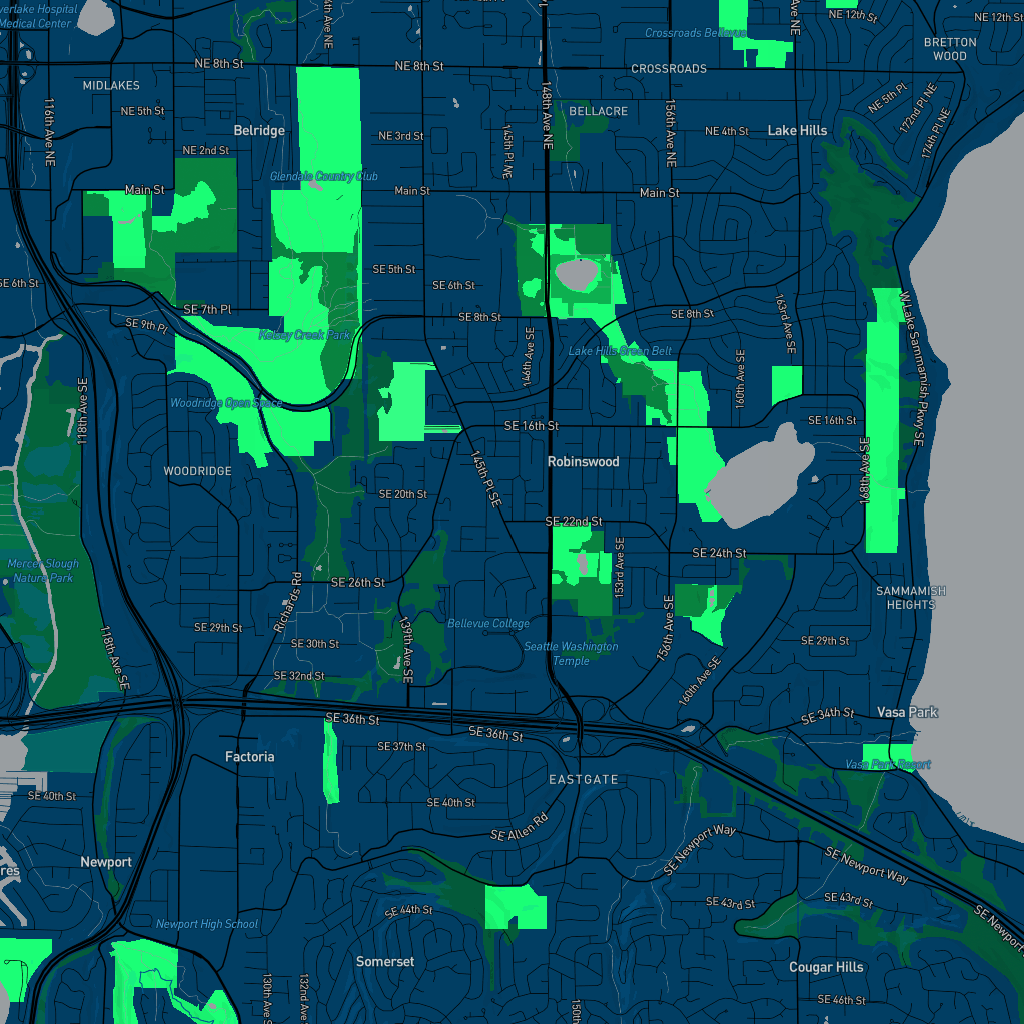 Medical Center
NE 8th St
NE 8th St
NE 12th St
NE 12th St
Crossroads Bellevue
BRETTON
WOOD
CROSSROADS
MIDLAKES
NE 5th St
116th Ave NE
Belridge
NE 2nd St
NE 3rd St
148th Ave NE
145th Pl NE
BELLACRE
156th Ave NE
NE 4th St
Lake Hills
NE 5th Pl
172nd Pl NE
174th Pl NE
Glendale Country Club
Main St
Main St
Main St
SE 5th St
SE 6th St
SE 6th St
SE 7th Pl
SE 9th Pl
SE 8th St
SE 8th St
163rd Ave SE
W Lake Sammamish Pkwy SE
Kelsey Creek Park
146th Ave SE
Lake Hills Green Belt
160th Ave SE
118th Ave SE
Woodridge Open Space
SE 16th St
SE 16th St
WOODRIDGE
145th Pl SE
Robinswood
168th Ave SE
SE 20th St
SE 22nd St
153rd Ave SE
SE 24th St
Mercer Slough
Nature Park
SE 26th St
Richards Rd
SAMMAMISH
HEIGHTS
SE 29th St
SE 30th St
139th Ave SE
Bellevue College
156th Ave SE
SE 29th St
Seattle Washington
Temple
118th Ave SE
SE 32nd St
160th Ave SE
SE 36th St
SE 36th St
SE 34th St
Vasa Park
SE 37th St
Factoria
EASTGATE
Vasa Park Resort
SE 40th St
SE 40th St
SE Allen Rd
SE Newport Way
SE Newport Way
Newport
SE 44th St
SE 43rd St
SE 43rd St
SE Newport
Newport High School
Somerset
Cougar Hills
130th Ave S
132nd Ave
150th
SE 46th St